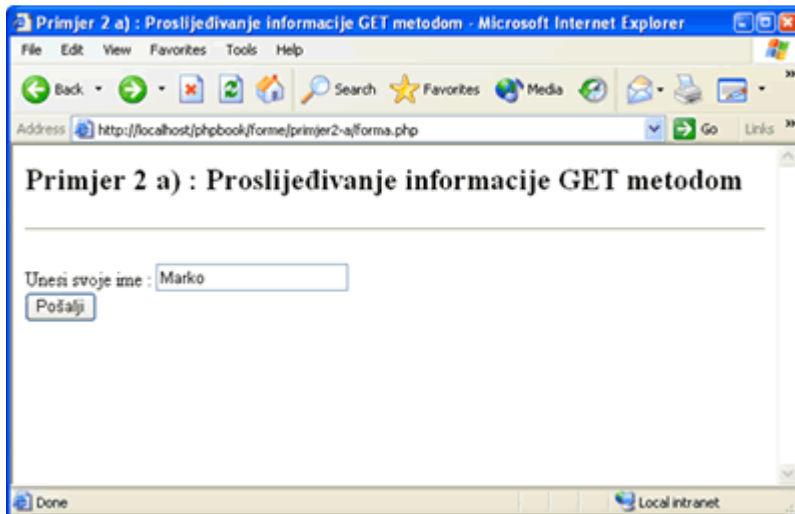 Primjer 2 a) : Proslijeđivanje informacije GET metodom - Microsoft Internet Explorer
File Edit View Favorites Tools Help
Back Search Favorites Media
Address http://localhost/phpbook/forme/primjer2-a/forma.php Go Links
Primjer 2 a) : Proslijeđivanje informacije GET metodom
Unesi svoje ime : Marko
Pošalji
Done Local intranet